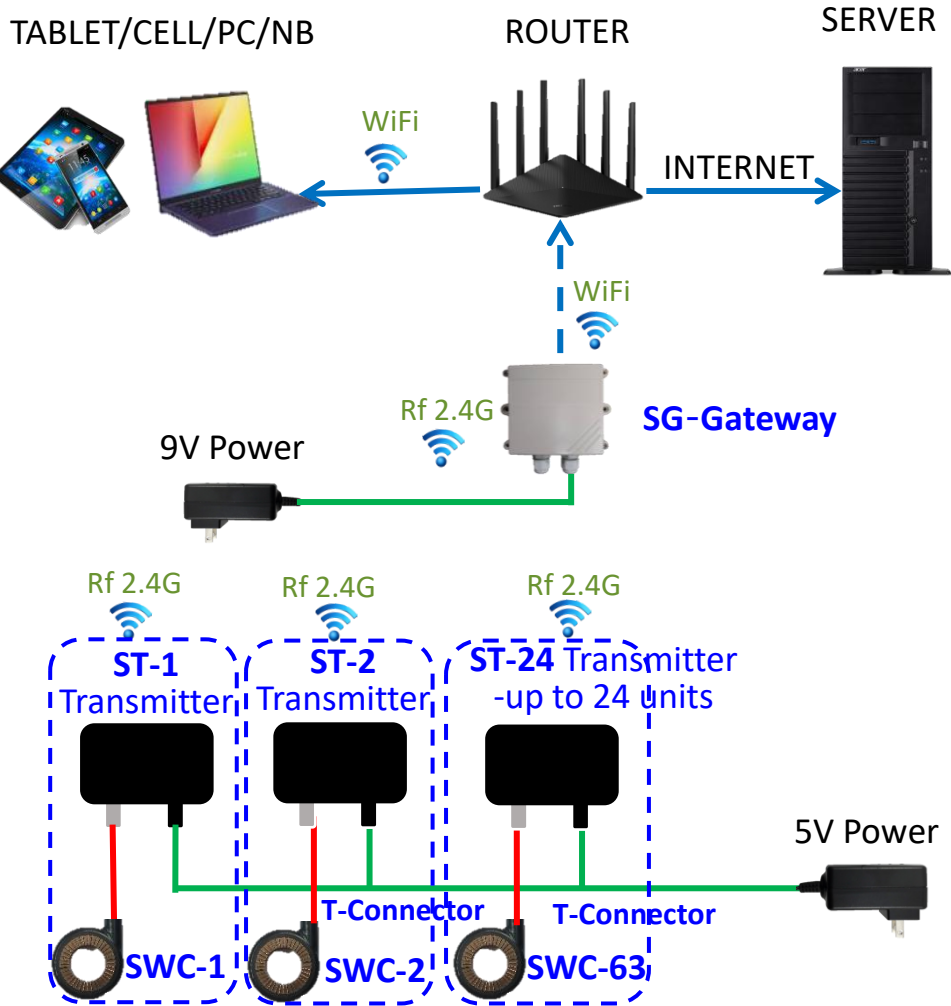 TABLET/CELL/PC/NB
ROUTER
SERVER
WiFi
INTERNET
WiFi
Rf 2.4G
SG-Gateway
9V Power
Rf 2.4G
Rf 2.4G
Rf 2.4G
ST-1
Transmitter
ST-2
Transmitter
ST-24 Transmitter
-up to 24 units
5V Power
T-Connector
T-Connector
SWC-1
SWC-2
SWC-63